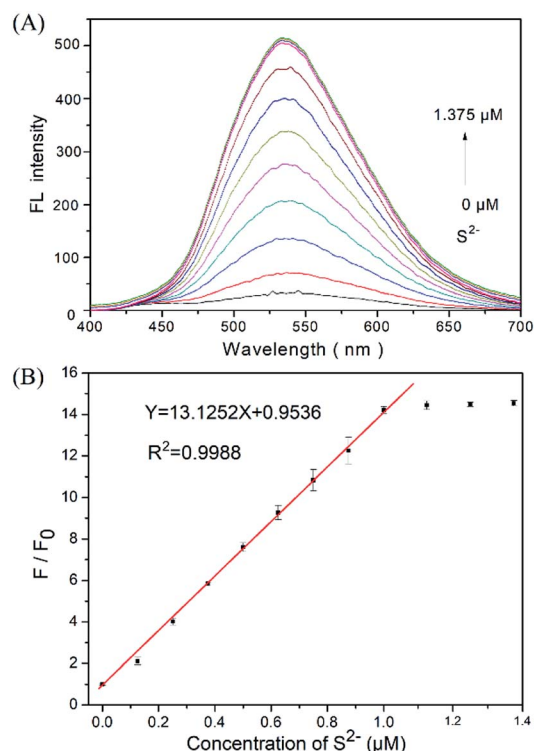 (A)
500
400
300
200
100
0
FL intensity
1.375 µM
0 µM
S²⁻
400 450 500 550 600 650 700
Wavelength ( nm )
(B)
16
14
12
10
8
6
4
2
0
F / F₀
Y=13.1252X+0.9536
R²=0.9988
0.0 0.2 0.4 0.6 0.8 1.0 1.2 1.4
Concentration of S²⁻ (µM)